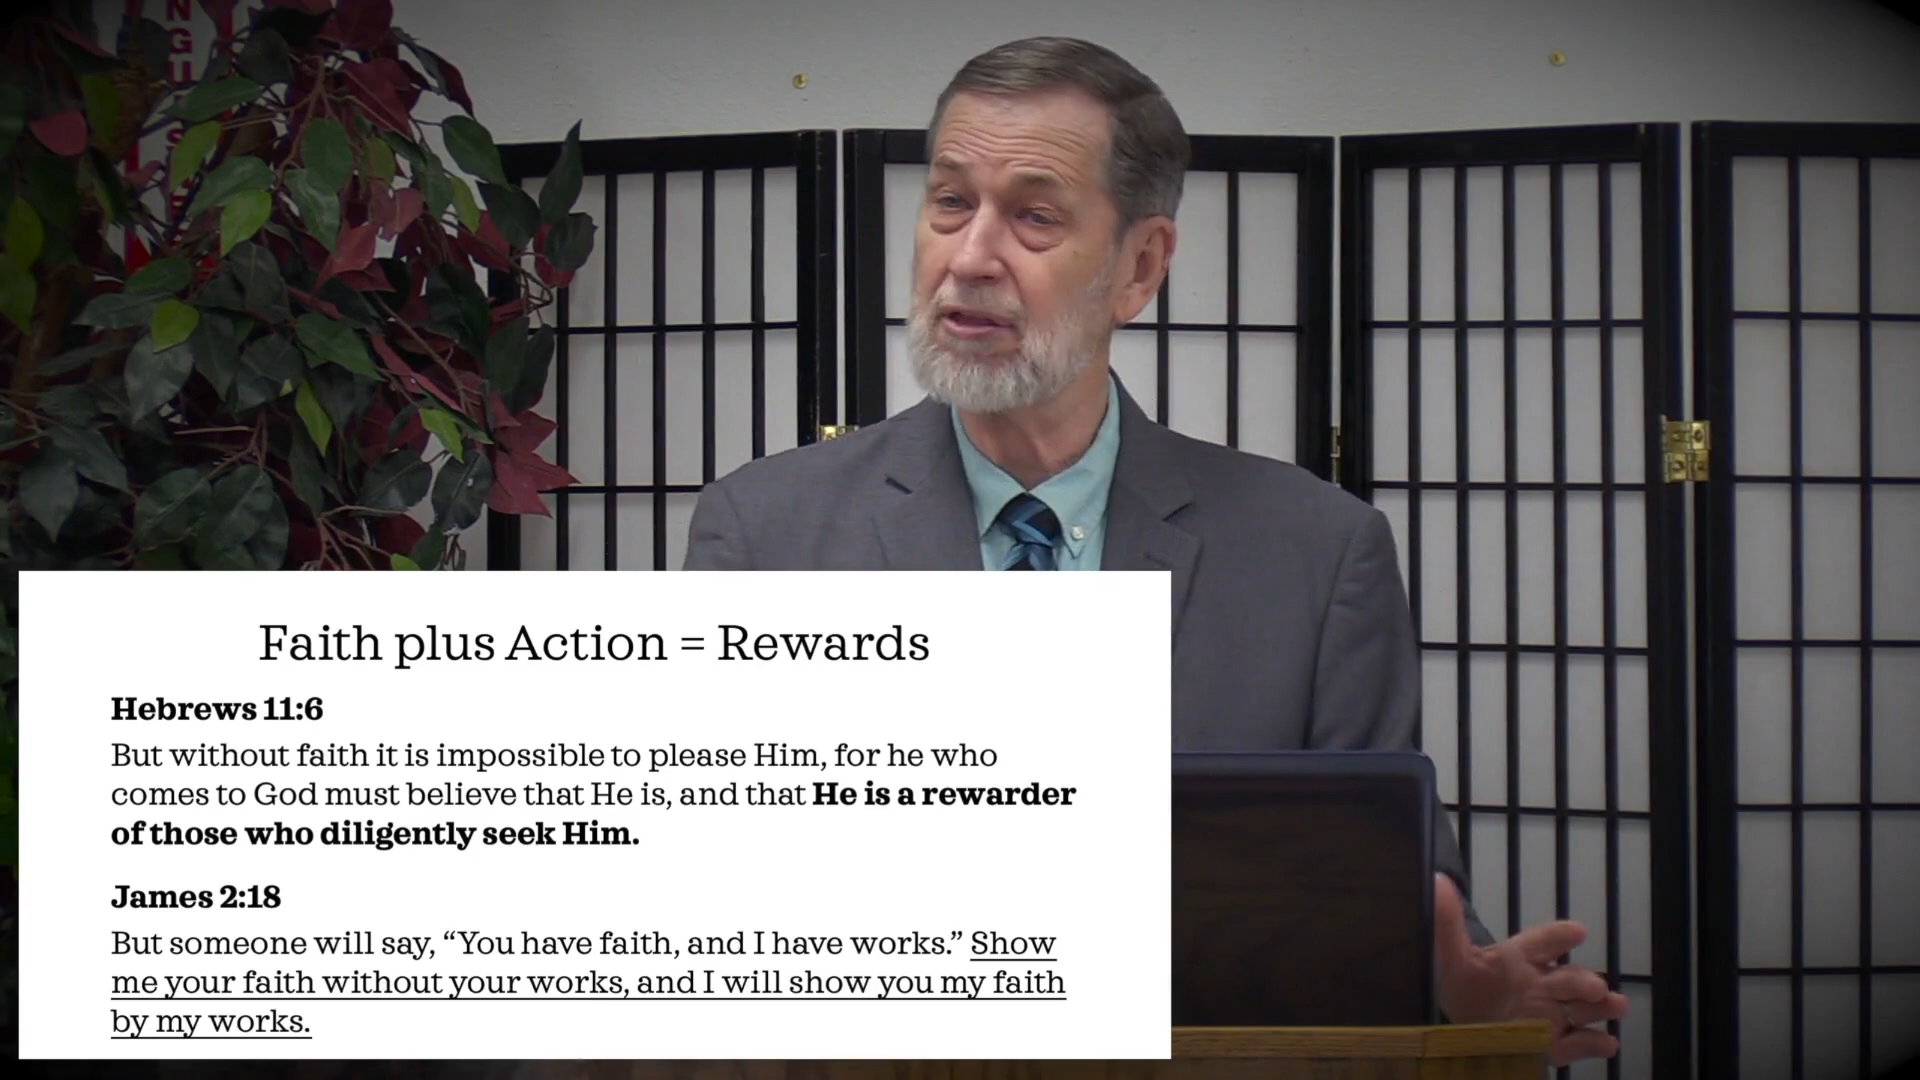 Faith plus Action = Rewards
Hebrews 11:6
But without faith it is impossible to please Him, for he who
comes to God must believe that He is, and that He is a rewarder
of those who diligently seek Him.
James 2:18
But someone will say, “You have faith, and I have works.” Show
me your faith without your works, and I will show you my faith
by my works.